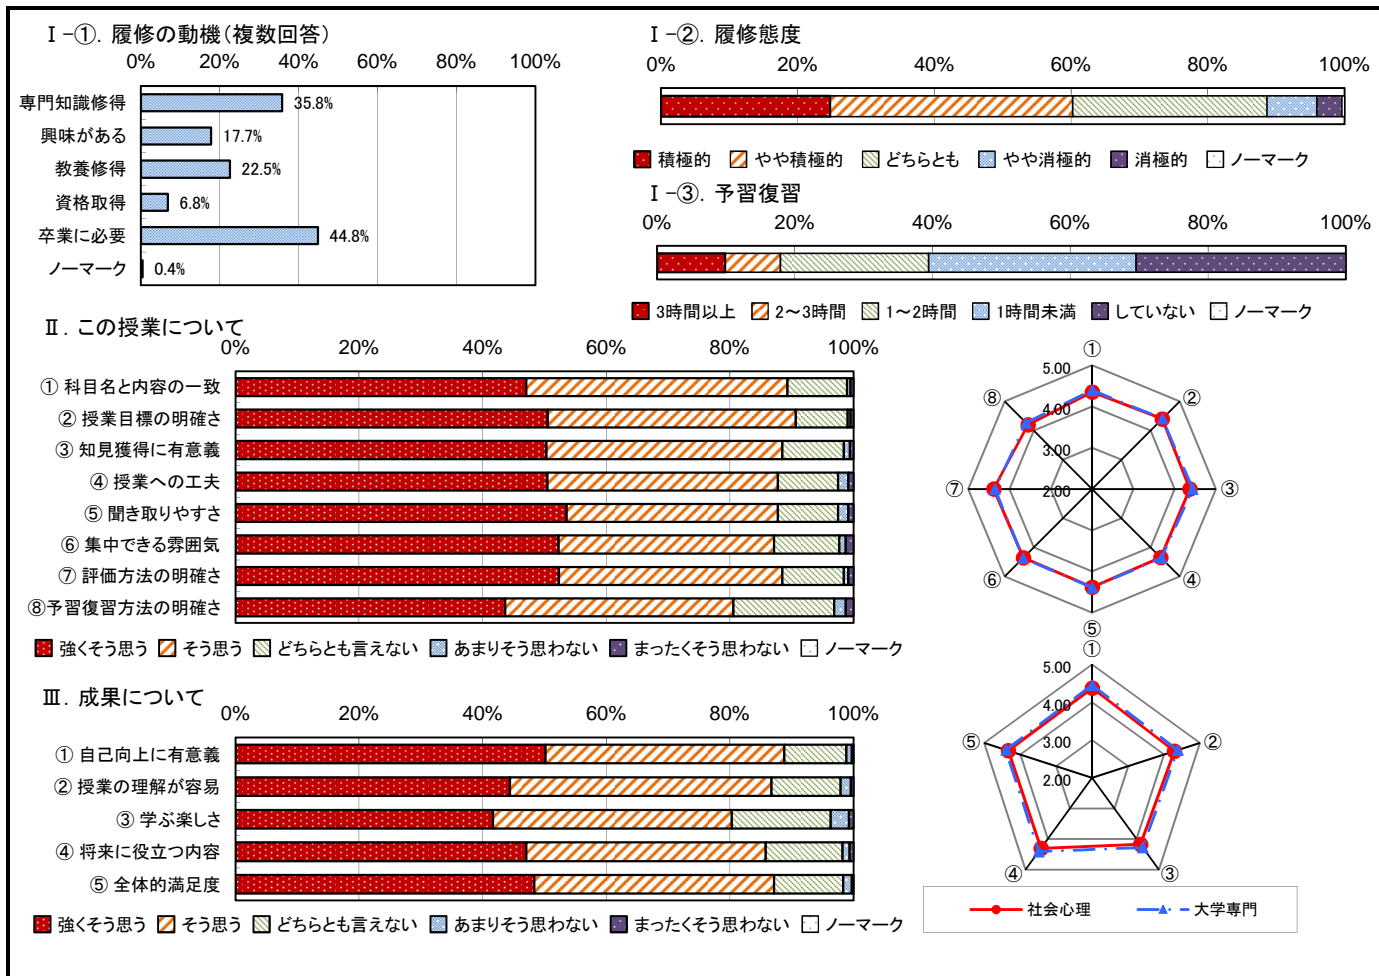 Ⅰ-①. 履修の動機(複数回答)
0% 20% 40% 60% 80% 100%
専門知識修得 35.8%
興味がある 17.7%
教養修得 22.5%
資格取得 6.8%
卒業に必要 44.8%
ノーマーク 0.4%
Ⅰ-②. 履修態度
0% 20% 40% 60% 80% 100%
積極的 やや積極的 どちらとも やや消極的 消極的 ノーマーク
Ⅰ-③. 予習復習
0% 20% 40% 60% 80% 100%
3時間以上 2～3時間 1～2時間 1時間未満 していない ノーマーク
Ⅱ. この授業について
0% 20% 40% 60% 80% 100%
① 科目名と内容の一致
② 授業目標の明確さ
③ 知見獲得に有意義
④ 授業への工夫
⑤ 聞き取りやすさ
⑥ 集中できる雰囲気
⑦ 評価方法の明確さ
⑧予習復習方法の明確さ
強くそう思う そう思う どちらとも言えない あまりそう思わない まったくそう思わない ノーマーク
①
5.00
⑧ ②
4.00
3.00
⑦ 2.00 ③
⑥ ④
⑤
Ⅲ. 成果について
0% 20% 40% 60% 80% 100%
① 自己向上に有意義
② 授業の理解が容易
③ 学ぶ楽しさ
④ 将来に役立つ内容
⑤ 全体的満足度
強くそう思う そう思う どちらとも言えない あまりそう思わない まったくそう思わない ノーマーク
①
5.00
4.00
⑤ 3.00 ②
2.00
④ ③
社会心理 大学専門